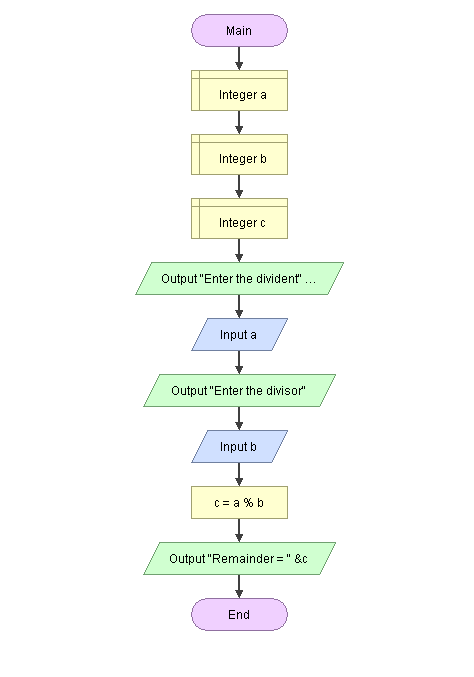 Main
Integer a
Integer b
Integer c
Output "Enter the divident" ...
Input a
Output "Enter the divisor"
Input b
c = a % b
Output "Remainder = " &c
End